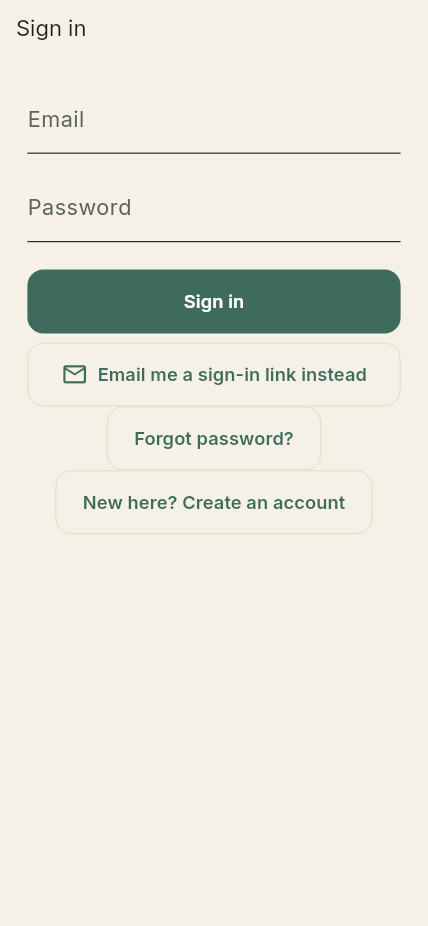 Sign in
Email
Password
Sign in
Email me a sign-in link instead
Forgot password?
New here? Create an account